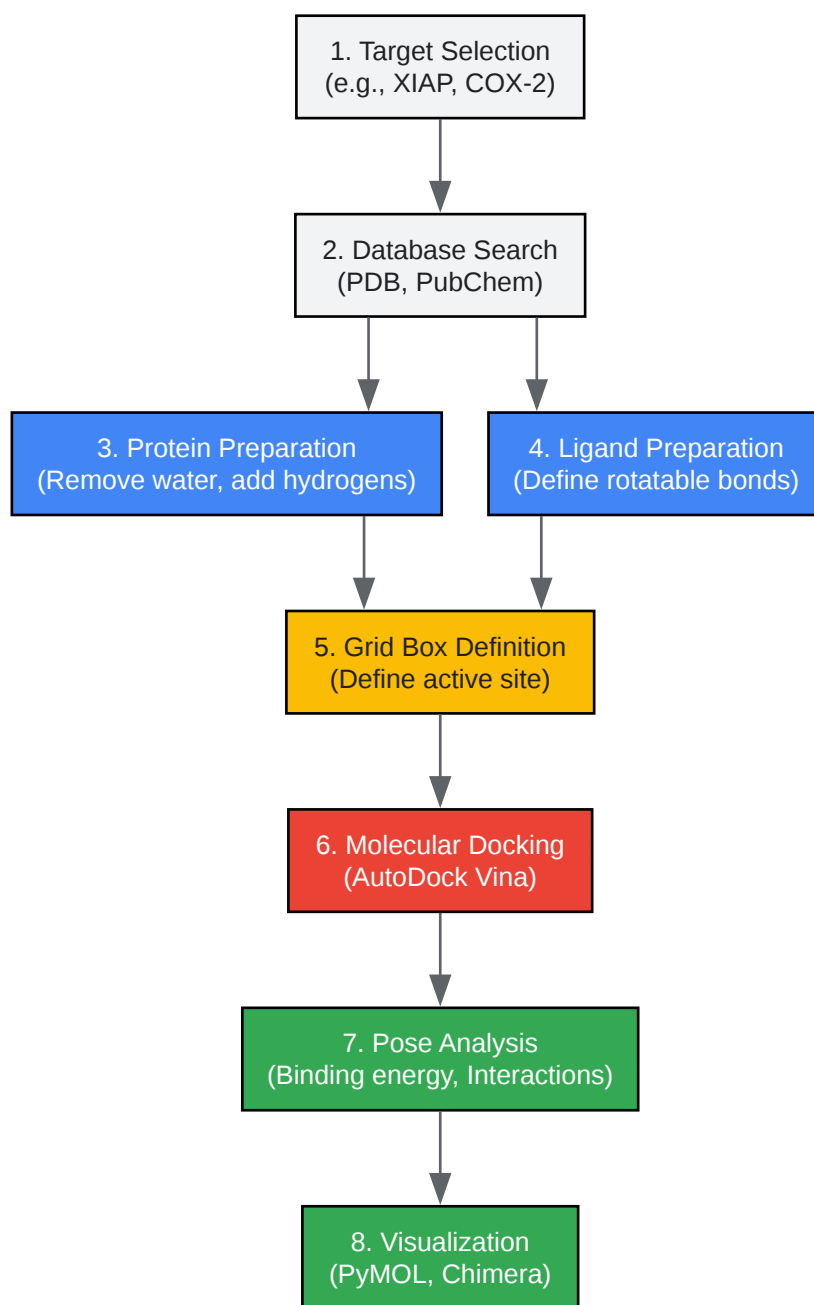 1. Target Selection
(e.g., XIAP, COX-2)
2. Database Search
(PDB, PubChem)
3. Protein Preparation
(Remove water, add hydrogens)
4. Ligand Preparation
(Define rotatable bonds)
5. Grid Box Definition
(Define active site)
6. Molecular Docking
(AutoDock Vina)
7. Pose Analysis
(Binding energy, Interactions)
8. Visualization
(PyMOL, Chimera)